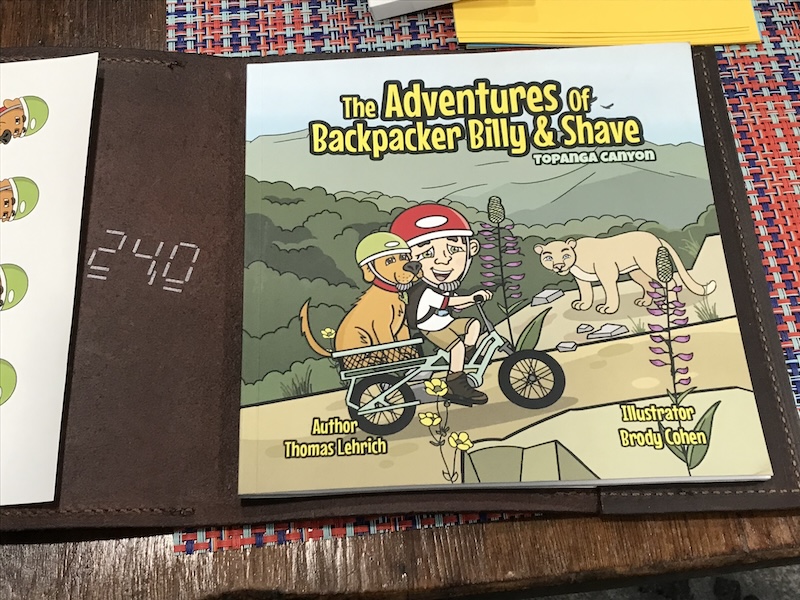 The Adventures Of
Backpacker Billy & Shave
Topanga Canyon
240
Author
Thomas Lehrich
Illustrator
Brody Cohen